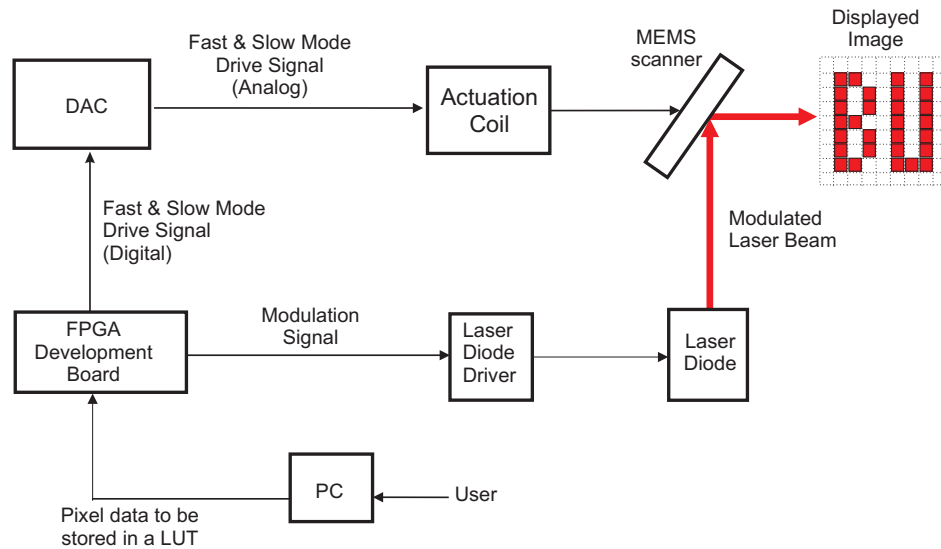 Displayed
Image
MEMS
scanner
Fast & Slow Mode
Drive Signal
(Analog)
DAC
Actuation
Coil
BU
Fast & Slow Mode
Drive Signal
(Digital)
Modulated
Laser Beam
FPGA
Development
Board
Modulation
Signal
Laser
Diode
Driver
Laser
Diode
PC
User
Pixel data to be
stored in a LUT